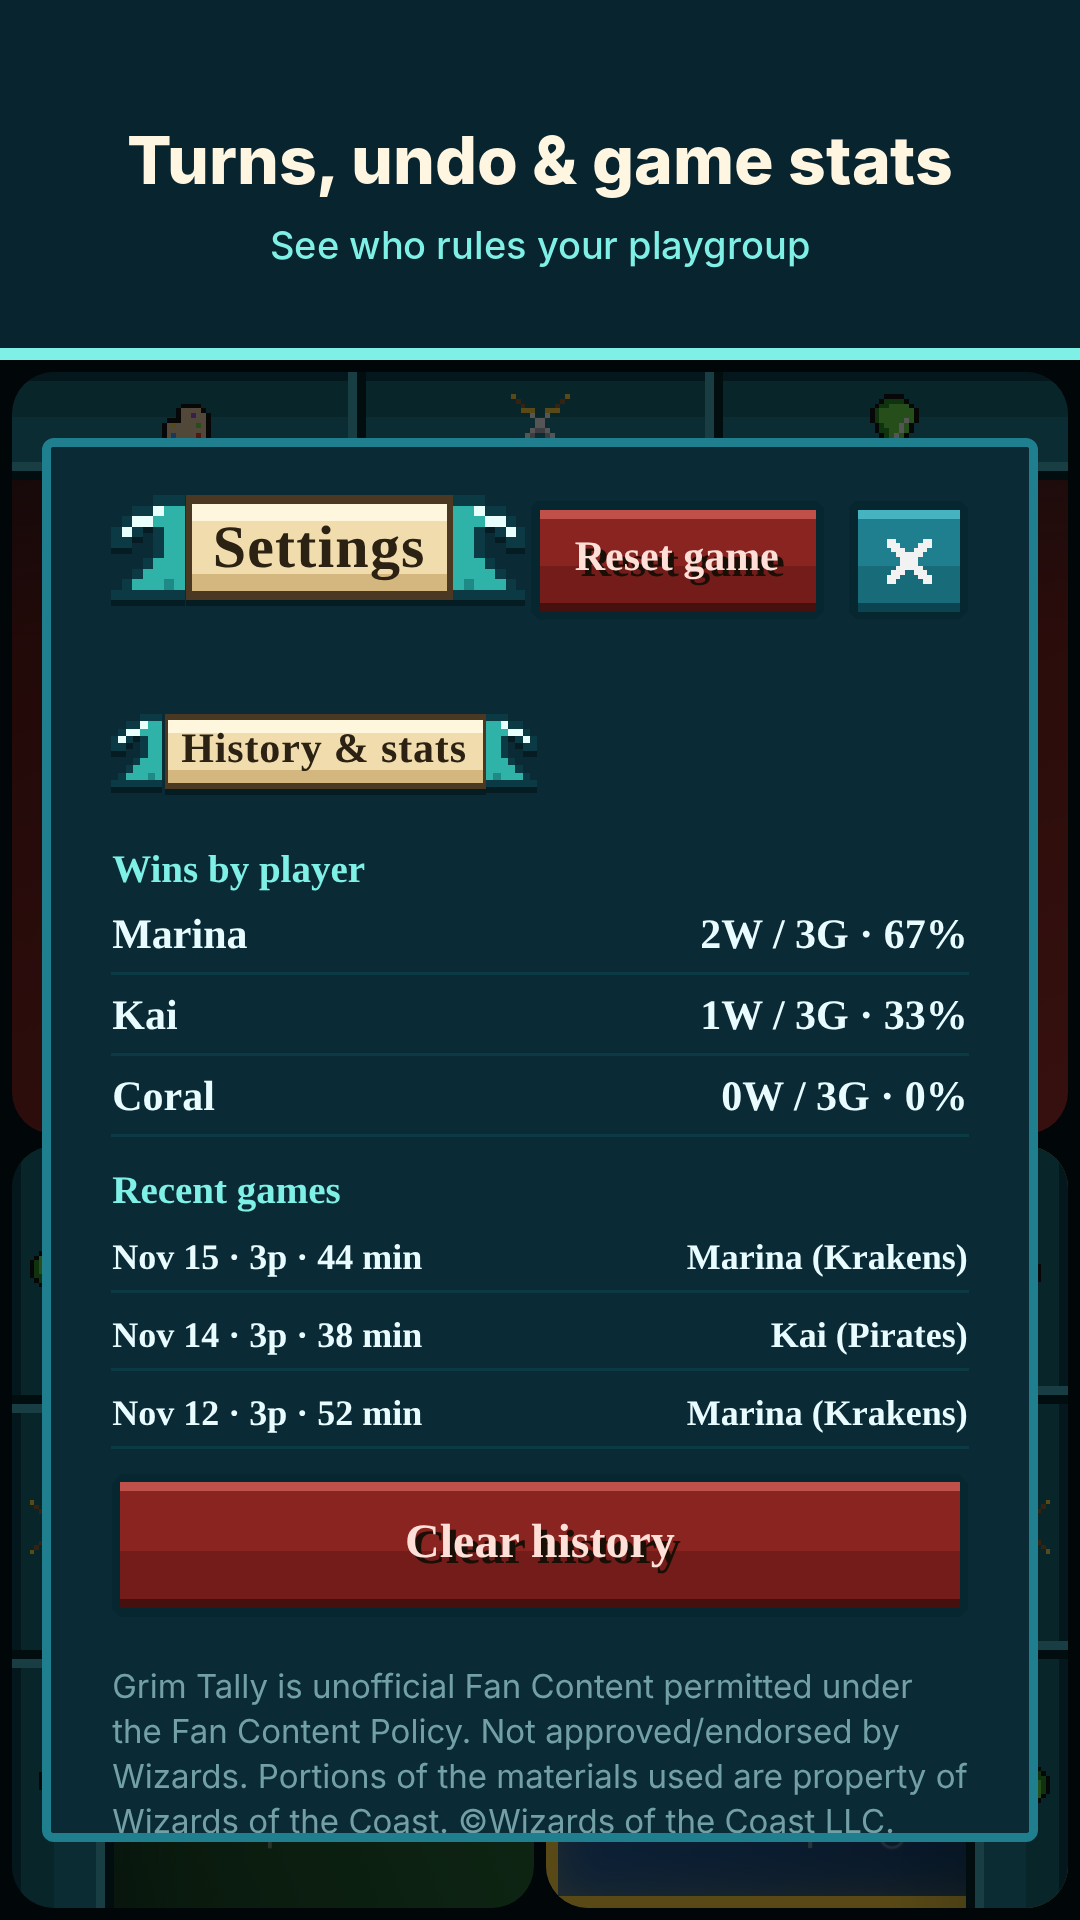 Turns, undo & game stats
See who rules your playgroup
Settings
Reset game
History & stats
Wins by player
Marina 2W / 3G · 67%
Kai 1W / 3G · 33%
Coral 0W / 3G · 0%
Recent games
Nov 15 · 3p · 44 min Marina (Krakens)
Nov 14 · 3p · 38 min Kai (Pirates)
Nov 12 · 3p · 52 min Marina (Krakens)
Clear history
Grim Tally is unofficial Fan Content permitted under
the Fan Content Policy. Not approved/endorsed by
Wizards. Portions of the materials used are property of
Wizards of the Coast. ©Wizards of the Coast LLC.